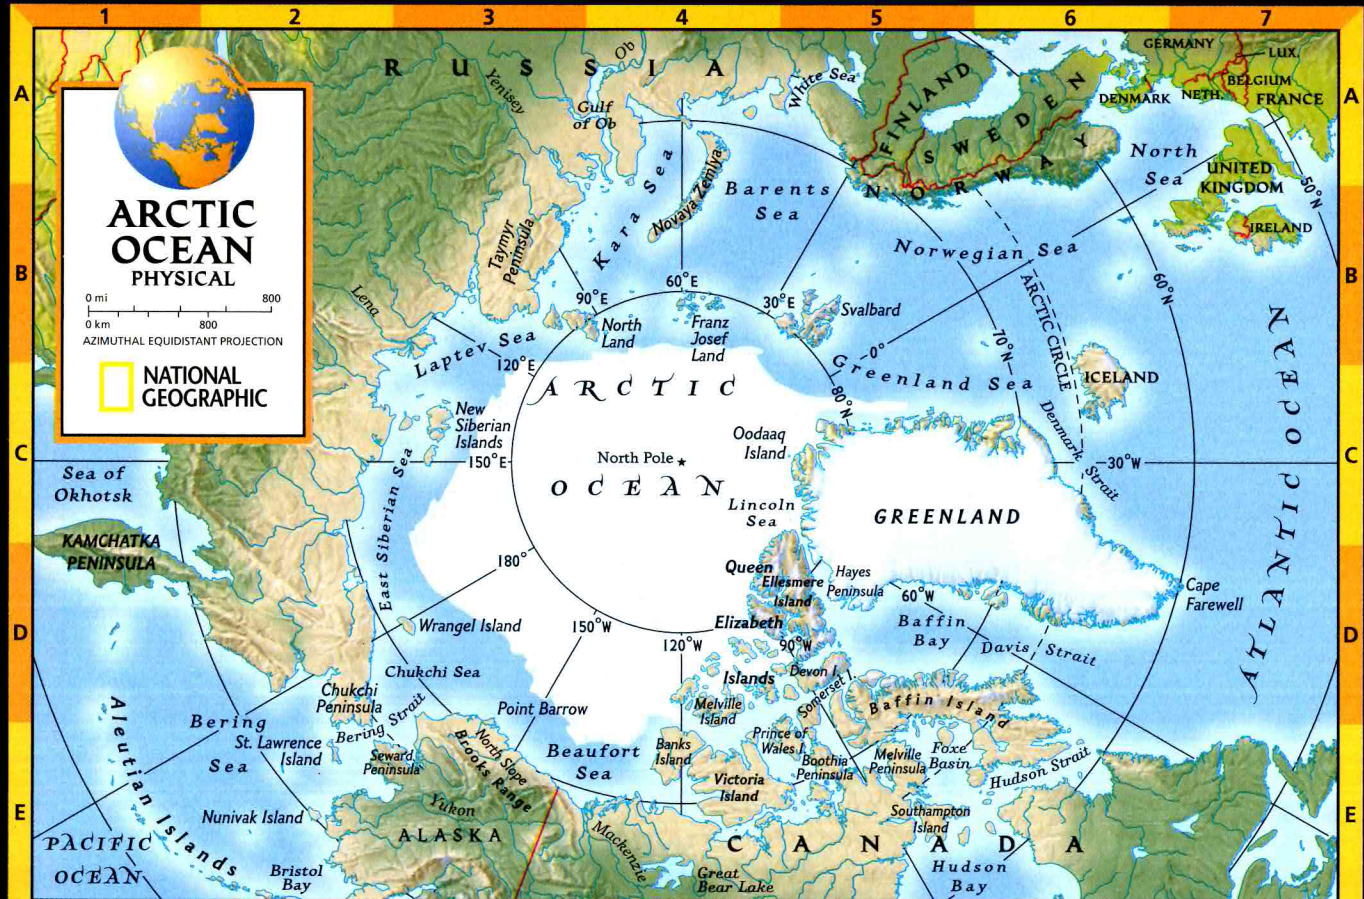 1 2 3 4 5 6 7
A
B
C
D
E
A
B
C
D
E
ARCTIC
OCEAN
PHYSICAL
0 mi 800
0 km 800
AZIMUTHAL EQUIDISTANT PROJECTION
NATIONAL
GEOGRAPHIC
RUSSIA
Ob
Yenisey
Gulf
of Ob
White Sea
FINLAND
SWEDEN
NORWAY
GERMANY
LUX.
BELGIUM
NETH.
DENMARK
FRANCE
North
Sea
UNITED
KINGDOM
IRELAND
50°N
Kara Sea
Novaya Zemlya
Barents
Sea
Norwegian Sea
Taymyr
Peninsula
Lena
Laptev Sea
90°E
60°E
30°E
North
Land
Franz
Josef
Land
Svalbard
0°
Greenland Sea
ARCTIC CIRCLE
60°N
70°N
80°N
ICELAND
Denmark Strait
30°W
ATLANTIC OCEAN
120°E
ARCTIC
OCEAN
North Pole
New
Siberian
Islands
150°E
Oodaaq
Island
Lincoln
Sea
GREENLAND
Sea of
Okhotsk
KAMCHATKA
PENINSULA
East Siberian Sea
180°
Wrangel Island
150°W
120°W
90°W
60°W
Queen
Elizabeth
Islands
Ellesmere
Island
Hayes
Peninsula
Baffin
Bay
Davis Strait
Cape
Farewell
Chukchi Sea
Chukchi
Peninsula
Bering Strait
Point Barrow
Devon I.
Somerset I.
Baffin Island
Melville
Island
Prince of
Wales I.
Boothia
Peninsula
Melville
Peninsula
Foxe
Basin
Hudson Strait
Aleutian Islands
Bering
Sea
St. Lawrence
Island
Seward
Peninsula
North Slope
Brooks Range
Beaufort
Sea
Banks
Island
Victoria
Island
Southampton
Island
Nunivak Island
Yukon
ALASKA
Mackenzie
CANADA
Great
Bear Lake
Hudson
Bay
PACIFIC
OCEAN
Bristol
Bay